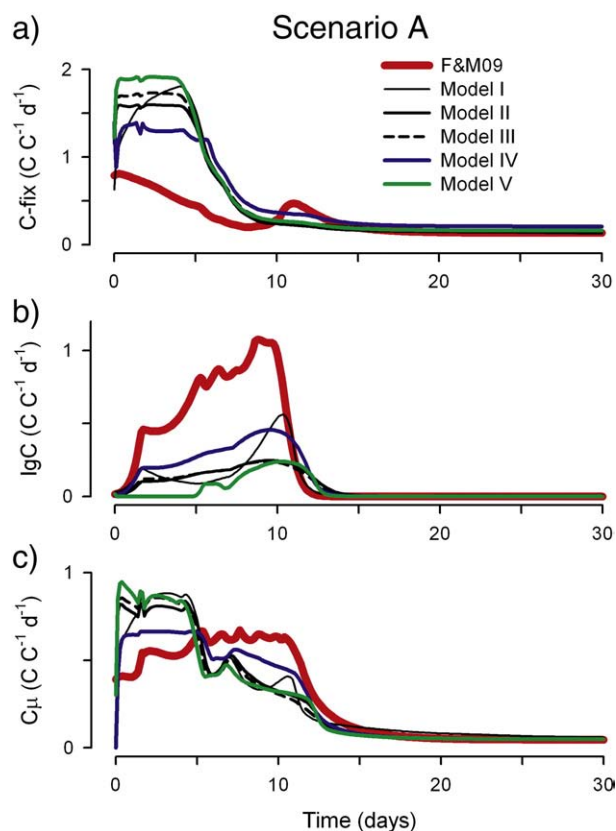 a)
Scenario A
F&M09
Model I
Model II
Model III
Model IV
Model V
C-fix (C C⁻¹ d⁻¹)
2
1
0
0
10
20
30
b)
IgC (C C⁻¹ d⁻¹)
1
0
0
10
20
30
c)
Cμ (C C⁻¹ d⁻¹)
1
0
0
10
20
30
Time (days)